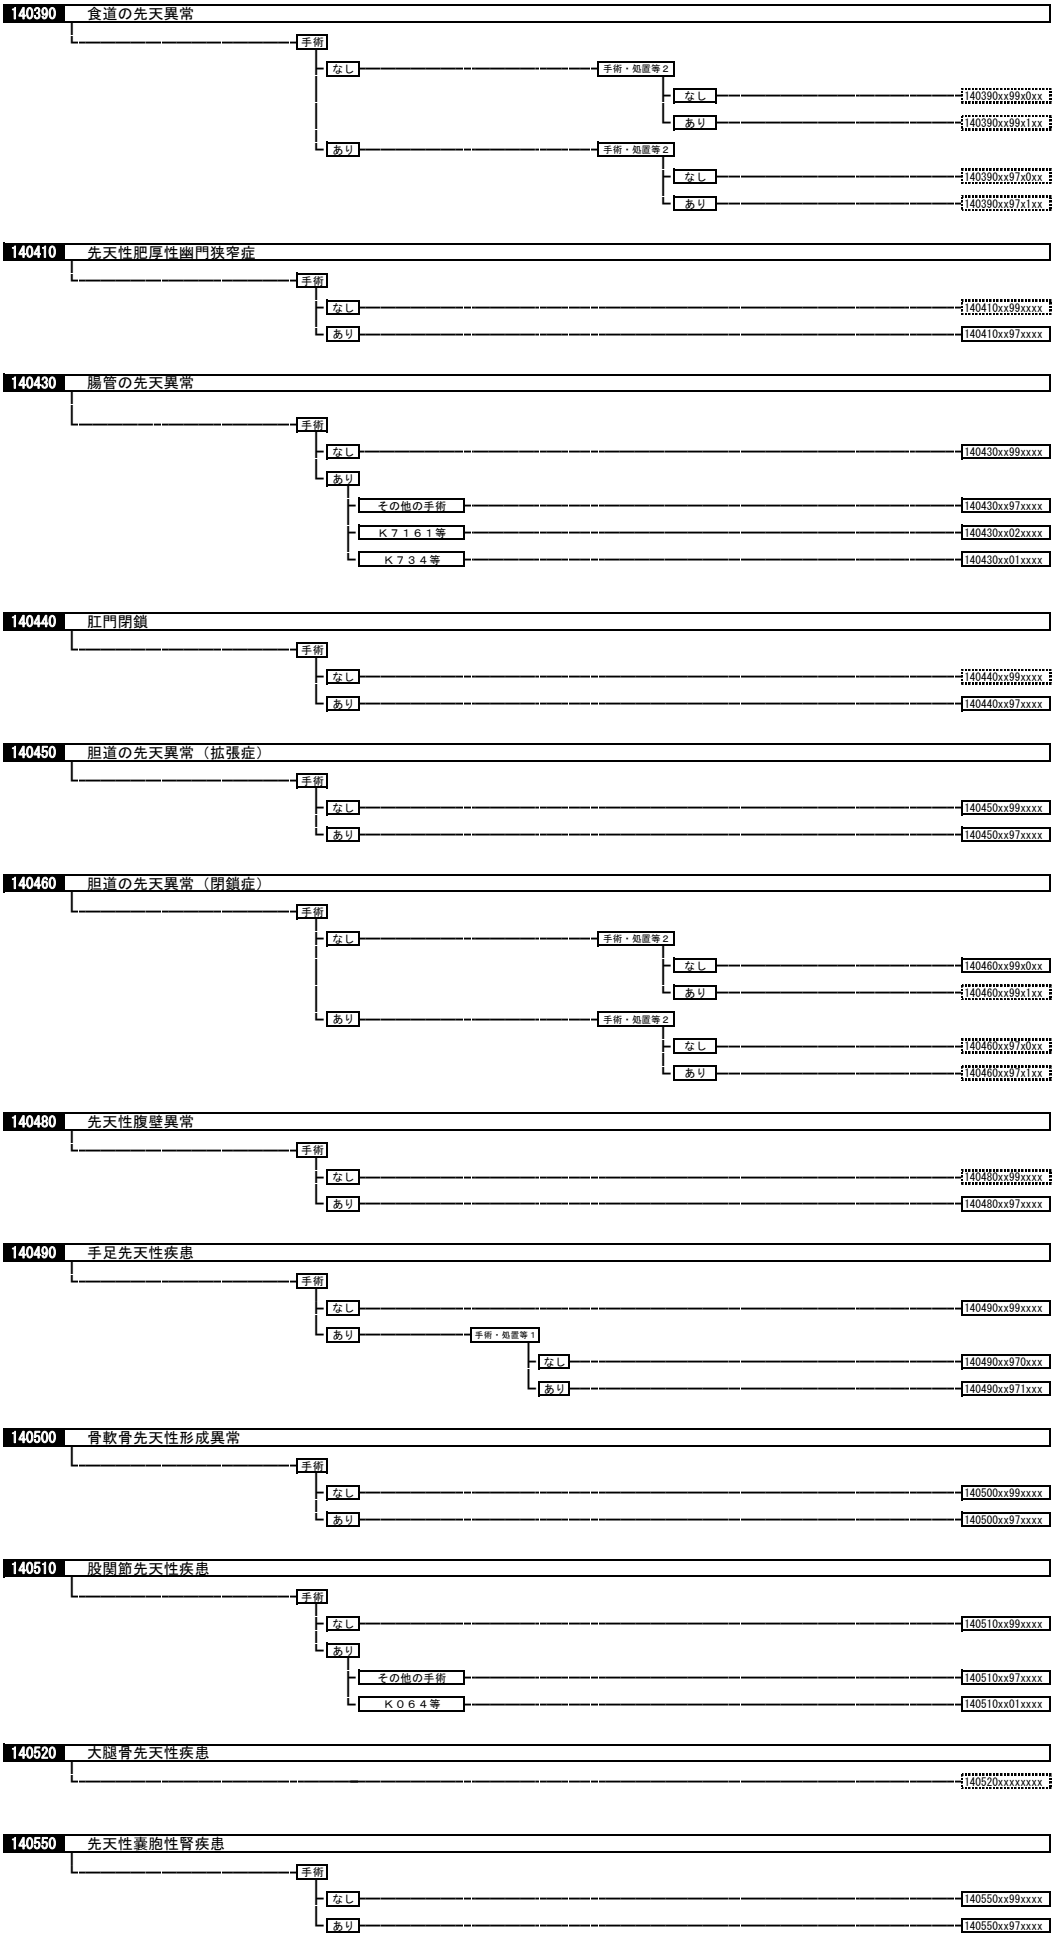 140390 食道の先天異常
手術
なし 手術・処置等２
なし 140390xx99x0xx
あり 140390xx99x1xx
あり 手術・処置等２
なし 140390xx97x0xx
あり 140390xx97x1xx
140410 先天性肥厚性幽門狭窄症
手術
なし 140410xx99xxxx
あり 140410xx97xxxx
140430 腸管の先天異常
手術
なし 140430xx99xxxx
あり
その他の手術 140430xx97xxxx
Ｋ７１６１等 140430xx02xxxx
Ｋ７３４等 140430xx01xxxx
140440 肛門閉鎖
手術
なし 140440xx99xxxx
あり 140440xx97xxxx
140450 胆道の先天異常（拡張症）
手術
なし 140450xx99xxxx
あり 140450xx97xxxx
140460 胆道の先天異常（閉鎖症）
手術
なし 手術・処置等２
なし 140460xx99x0xx
あり 140460xx99x1xx
あり 手術・処置等２
なし 140460xx97x0xx
あり 140460xx97x1xx
140480 先天性腹壁異常
手術
なし 140480xx99xxxx
あり 140480xx97xxxx
140490 手足先天性疾患
手術
なし 140490xx99xxxx
あり 手術・処置等１
なし 140490xx970xxx
あり 140490xx971xxx
140500 骨軟骨先天性形成異常
手術
なし 140500xx99xxxx
あり 140500xx97xxxx
140510 股関節先天性疾患
手術
なし 140510xx99xxxx
あり
その他の手術 140510xx97xxxx
Ｋ０６４等 140510xx01xxxx
140520 大腿骨先天性疾患
140520xxxxxxxx
140550 先天性嚢胞性腎疾患
手術
なし 140550xx99xxxx
あり 140550xx97xxxx